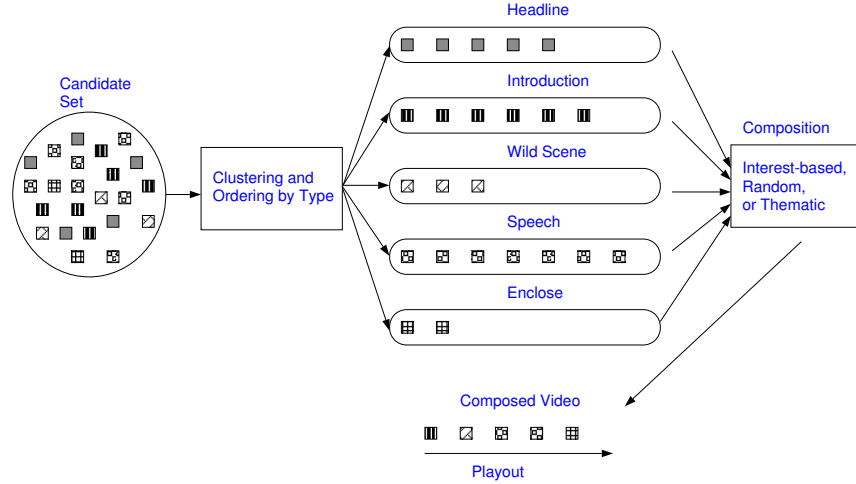 Headline
Candidate
Set
Introduction
Clustering and
Ordering by Type
Wild Scene
Composition
Interest-based,
Random,
or Thematic
Speech
Enclose
Composed Video
Playout